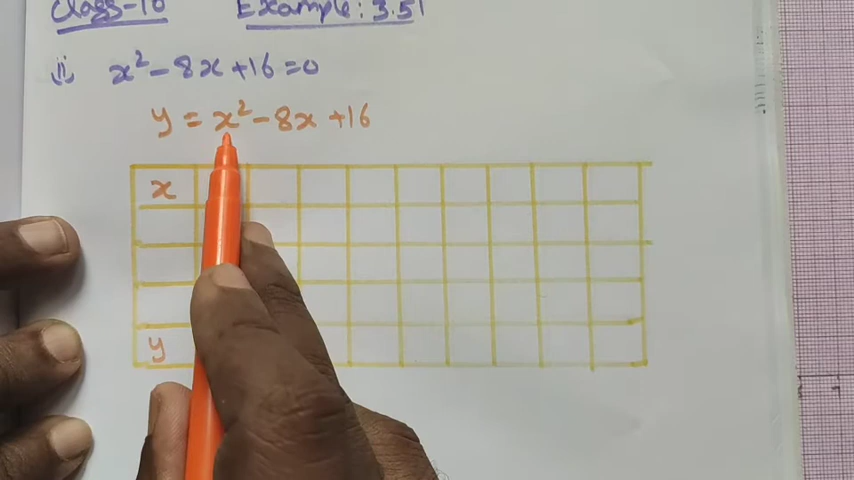 Class-10 Example: 3.51
ii x² - 8x + 16 = 0
y = x² - 8x + 16
x
y